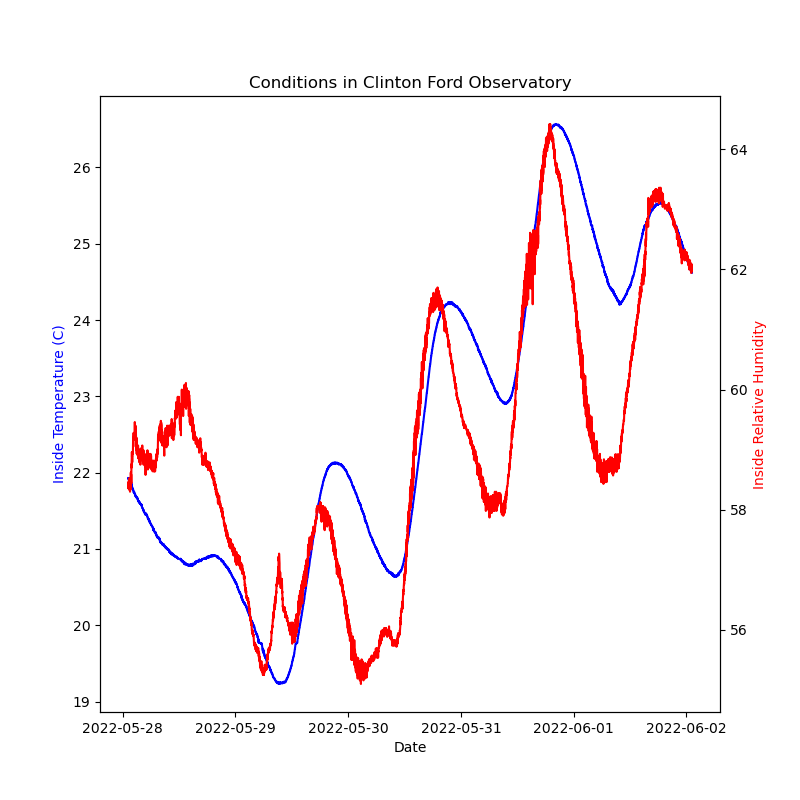 Conditions in Clinton Ford Observatory
Inside Temperature (C)
26
25
24
23
22
21
20
19
64
62
60
58
56
Inside Relative Humidity
2022-05-28 2022-05-29 2022-05-30 2022-05-31 2022-06-01 2022-06-02
Date